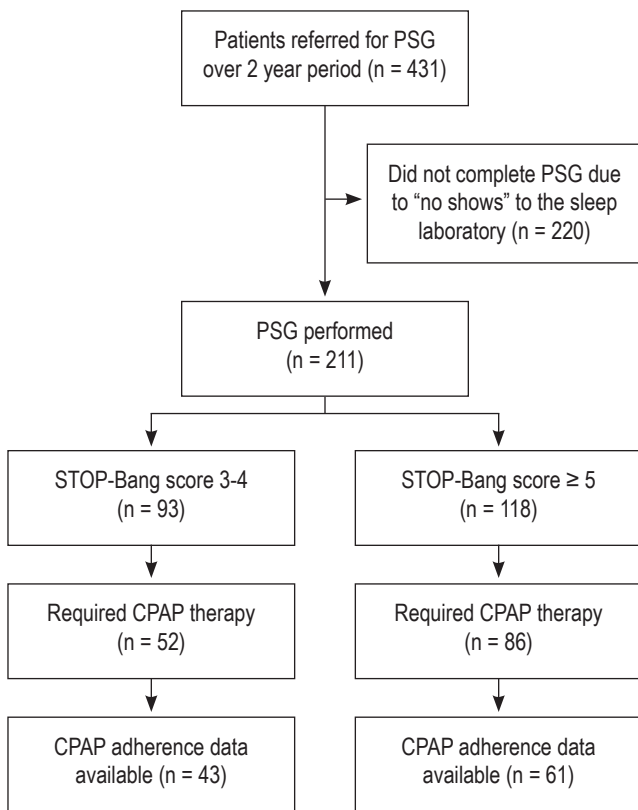 Patients referred for PSG
over 2 year period (n = 431)
Did not complete PSG due
to “no shows” to the sleep
laboratory (n = 220)
PSG performed
(n = 211)
STOP-Bang score 3-4
(n = 93)
STOP-Bang score ≥ 5
(n = 118)
Required CPAP therapy
(n = 52)
Required CPAP therapy
(n = 86)
CPAP adherence data
available (n = 43)
CPAP adherence data
available (n = 61)